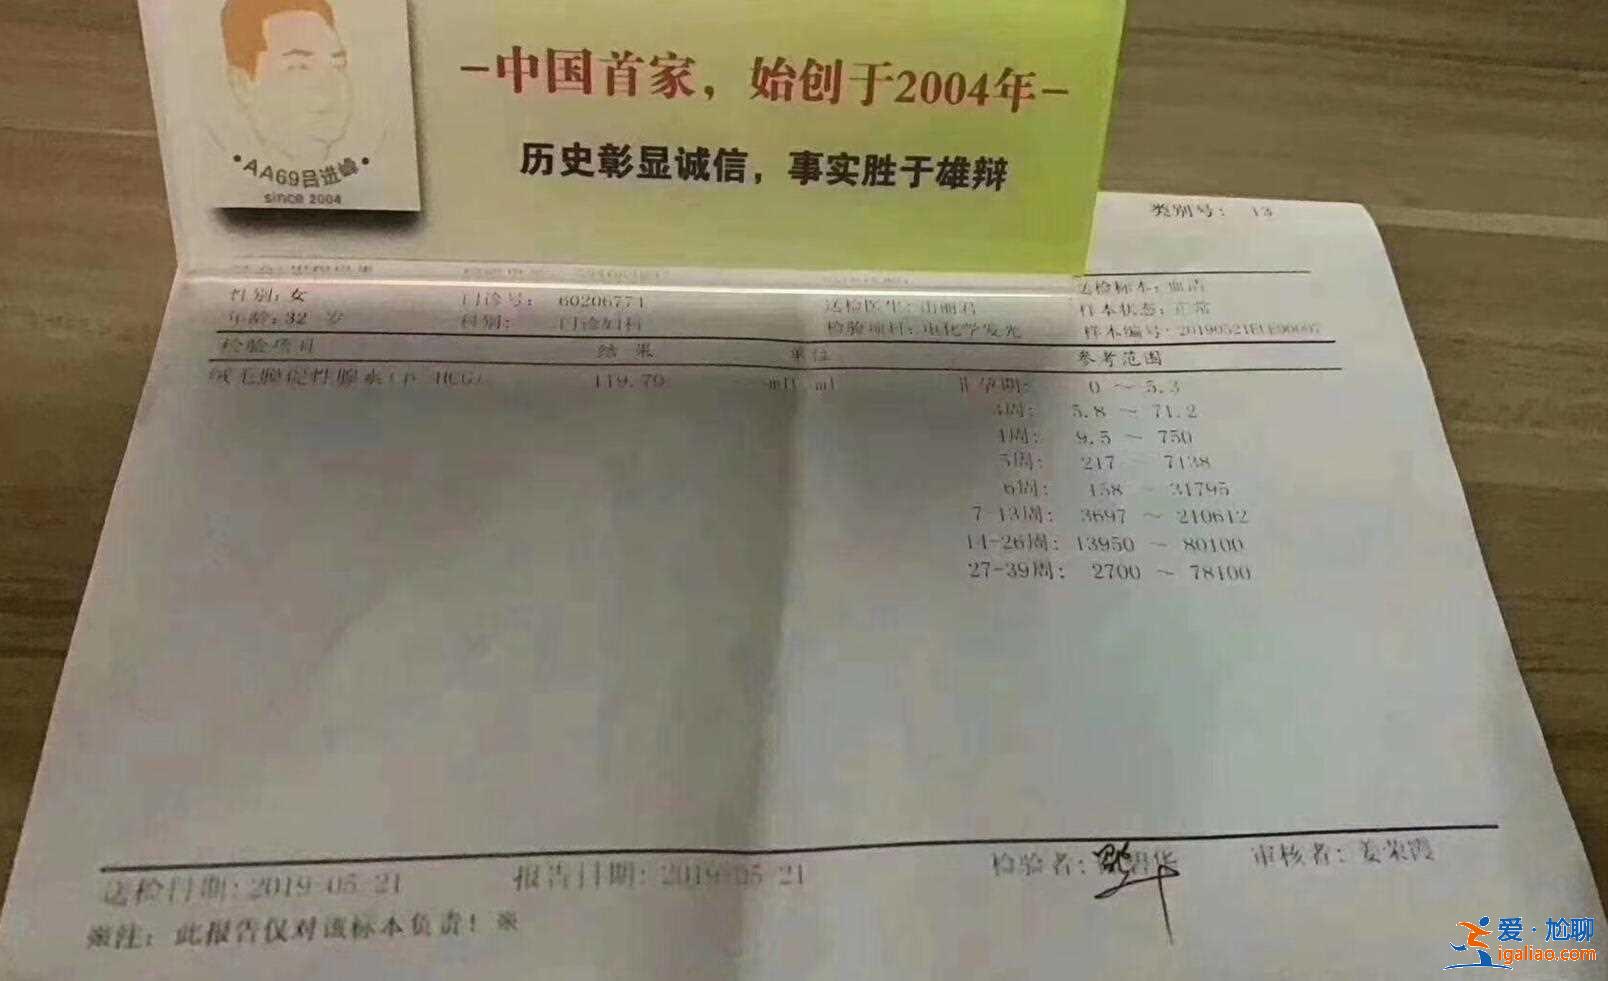 -中国首家，始创于2004年-
历史彰显诚信，事实胜于雄辩
·AA69吕进峰·
since 2004
类别号： 13
性别：女 门诊号： 60206771 送检医生： 送检标本：血清
年龄：32 岁 科别： 门诊妇科 检验项目：电化学发光 样本状态：正常
样本编号：
检验项目 结 果 单位 参考范围
绒毛膜促性腺素 119.70 非孕期： 0 ～ 5.3
3周： 5.8 ～ 71.2
4周： 9.5 ～ 750
5周： 217 ～ 7138
6周： 158 ～ 31795
7-13周： 3697 ～ 210612
14-26周： 13950 ～ 80100
27-39周： 2700 ～ 78100
送检日期：2019-05-21 报告日期：2019-05-21 检验者： 审核者：姜荣霞
※注：此报告仅对该标本负责！※
爱·尬聊
igaliao.com